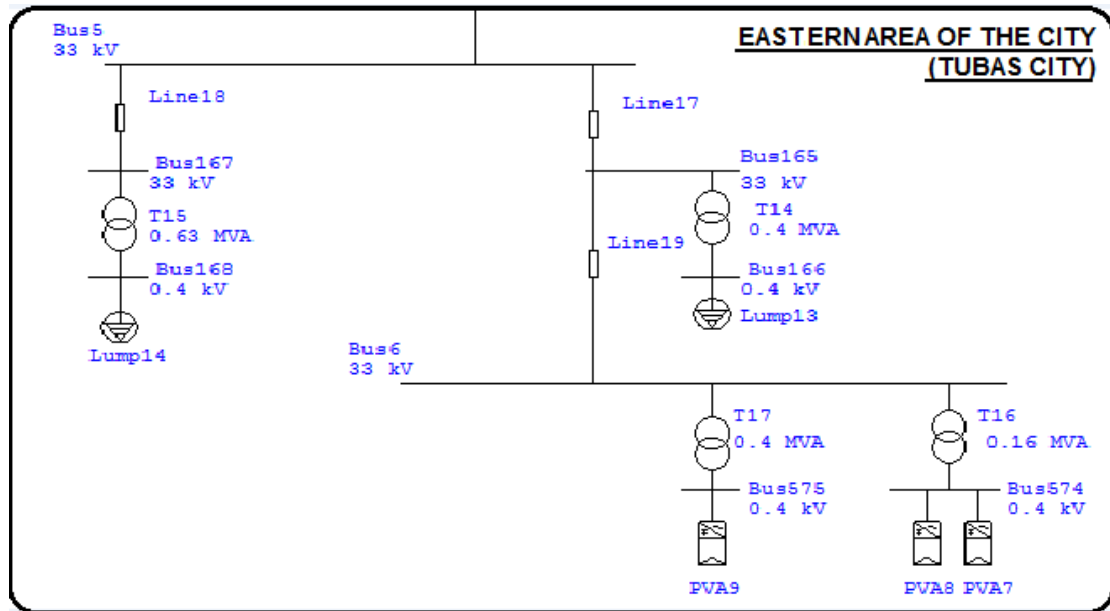 EASTERN AREA OF THE CITY
(TUBAS CITY)
Bus5
33 kV
Line18
Line17
Bus167
33 kV
Bus165
33 kV
T15
0.63 MVA
T14
0.4 MVA
Line19
Bus168
0.4 kV
Bus166
0.4 kV
Lump14
Lump13
Bus6
33 kV
T17
0.4 MVA
T16
0.16 MVA
Bus575
0.4 kV
Bus574
0.4 kV
PVA9
PVA8
PVA7